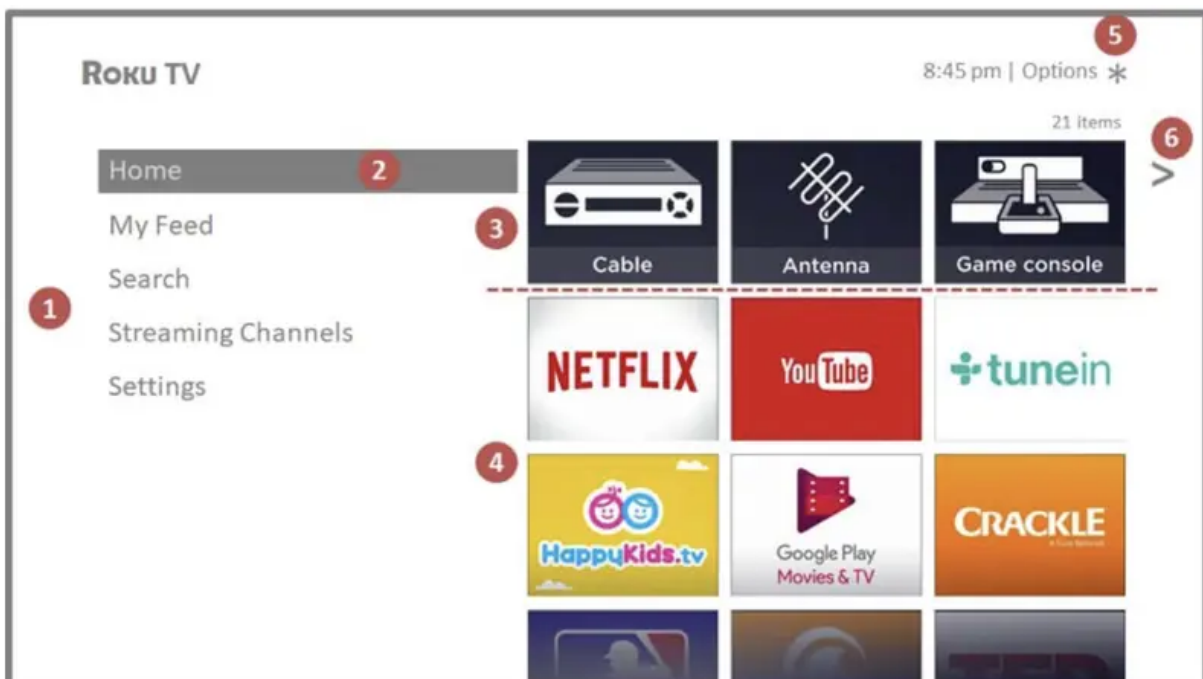 5
ROKU TV
8:45 pm | Options *
21 items
6
Home
2
My Feed
3
Cable
Antenna
Game console
Search
1
Streaming Channels
NETFLIX
YouTube
tunein
Settings
4
HappyKids.tv
Google Play
Movies & TV
CRACKLE
>